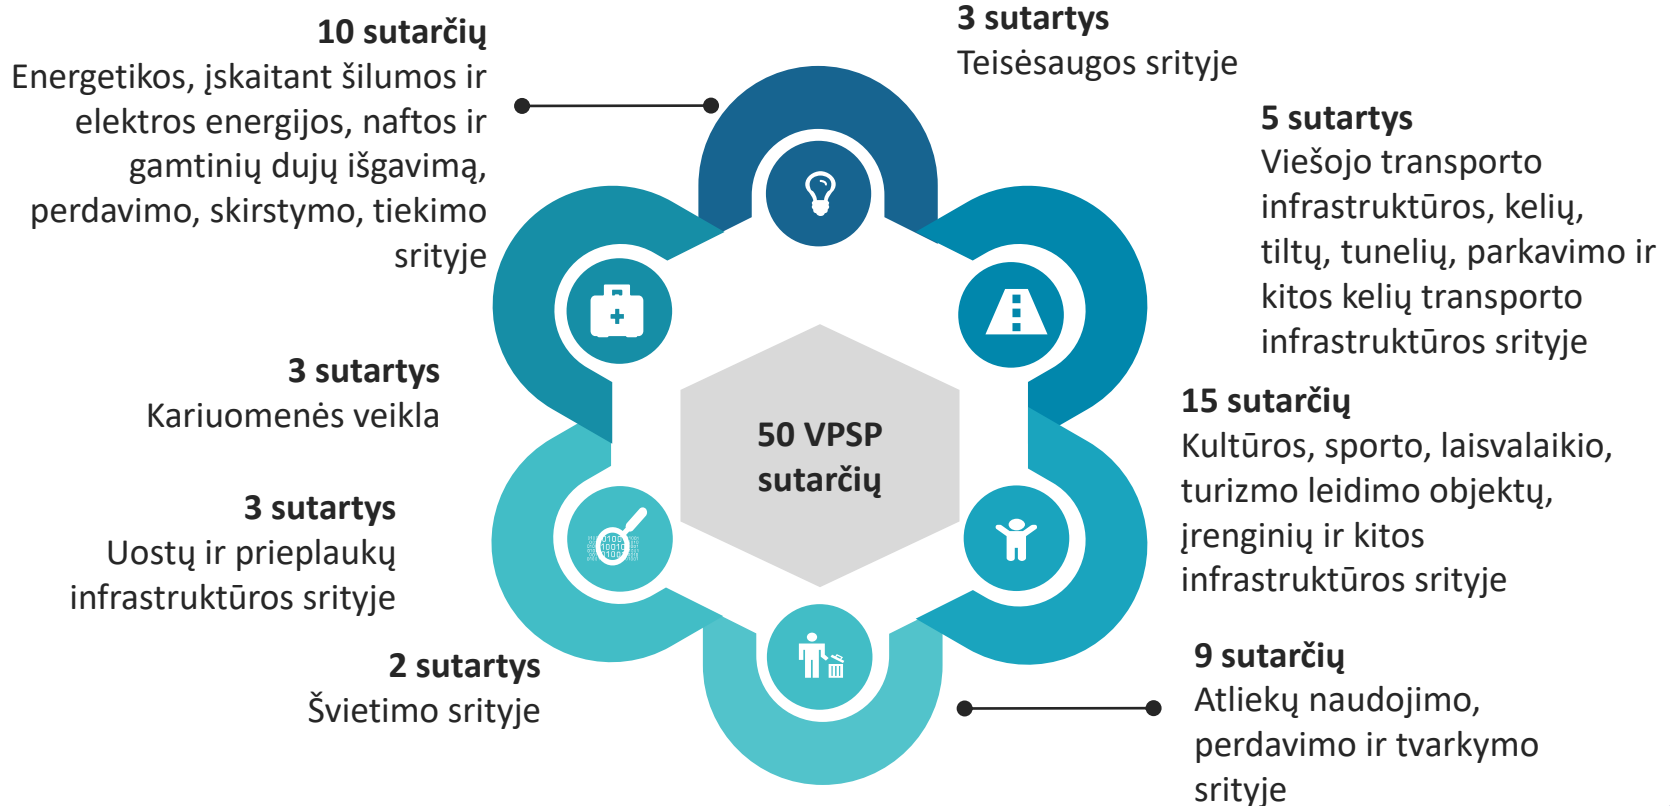 10 sutarčių
Energetikos, įskaitant šilumos ir
elektros energijos, naftos ir
gamtinių dujų išgavimą,
perdavimo, skirstymo, tiekimo
srityje
3 sutartys
Teisėsaugos srityje
5 sutartys
Viešojo transporto
infrastruktūros, kelių,
tiltų, tunelių, parkavimo ir
kitos kelių transporto
infrastruktūros srityje
3 sutartys
Kariuomenės veikla
50 VPSP
sutarčių
15 sutarčių
Kultūros, sporto, laisvalaikio,
turizmo leidimo objektų,
įrenginių ir kitos
infrastruktūros srityje
3 sutartys
Uostų ir prieplaukų
infrastruktūros srityje
2 sutartys
Švietimo srityje
9 sutarčių
Atliekų naudojimo,
perdavimo ir tvarkymo
srityje